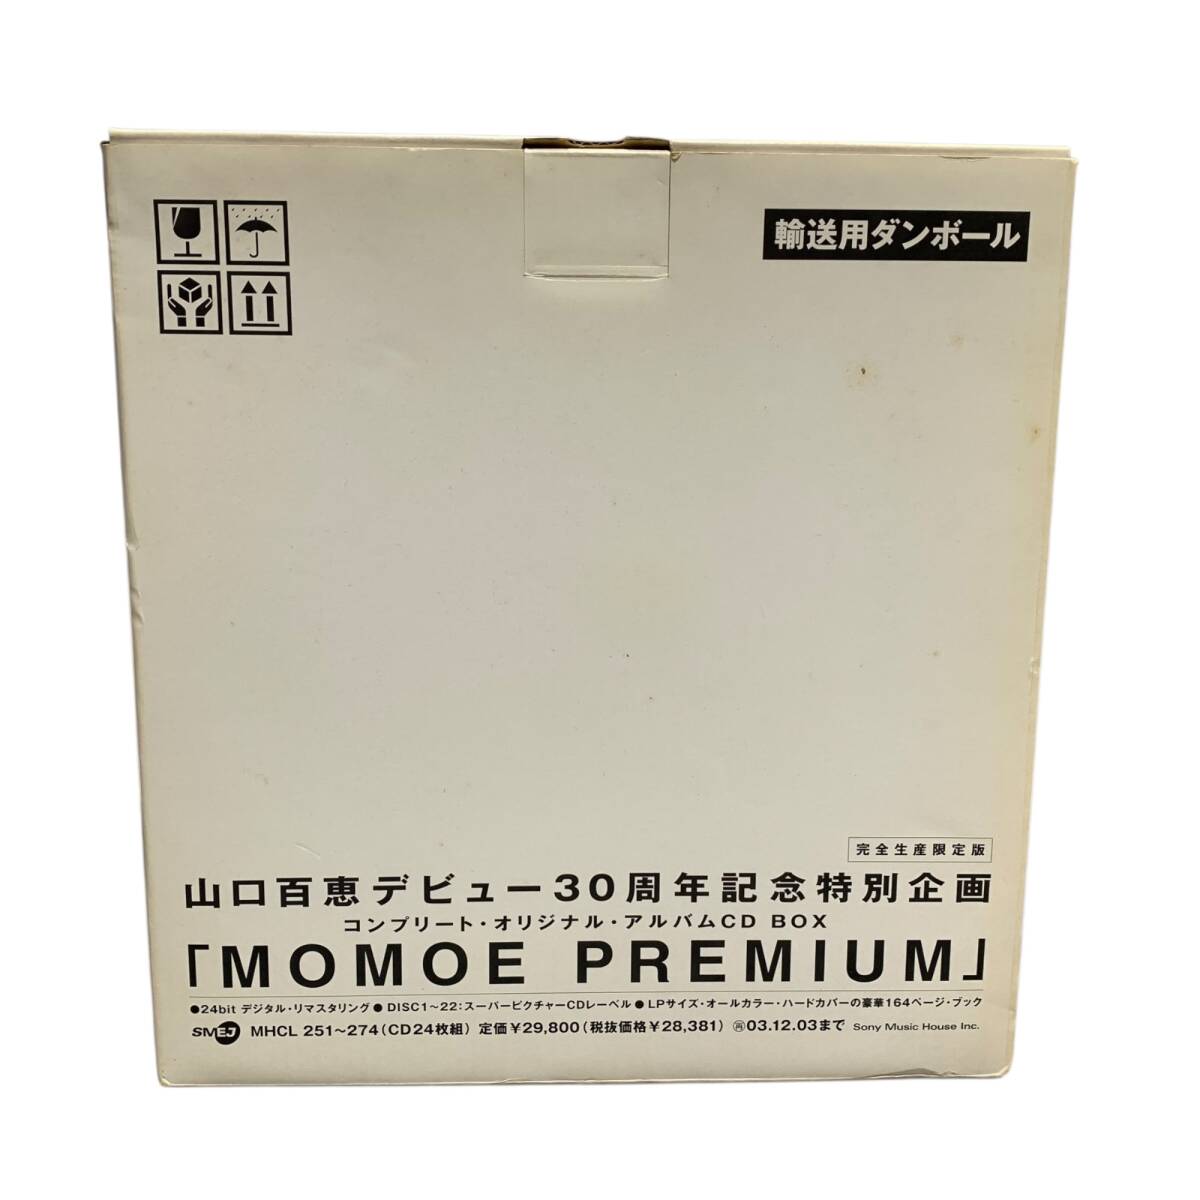 輸送用ダンボール
完全生産限定版
山口百恵デビュー30周年記念特別企画
コンプリート・オリジナル・アルバムCD BOX
「MOMOE PREMIUM」
●24bit デジタル・リマスタリング ● DISC1〜22：スーパーピクチャーCDレーベル ● LPサイズ・オールカラー・ハードカバーの豪華164ページ・ブック
SMEJ MHCL 251〜274（CD24枚組）定価￥29,800（税抜価格￥28,381）㋐03.12.03まで Sony Music House Inc.